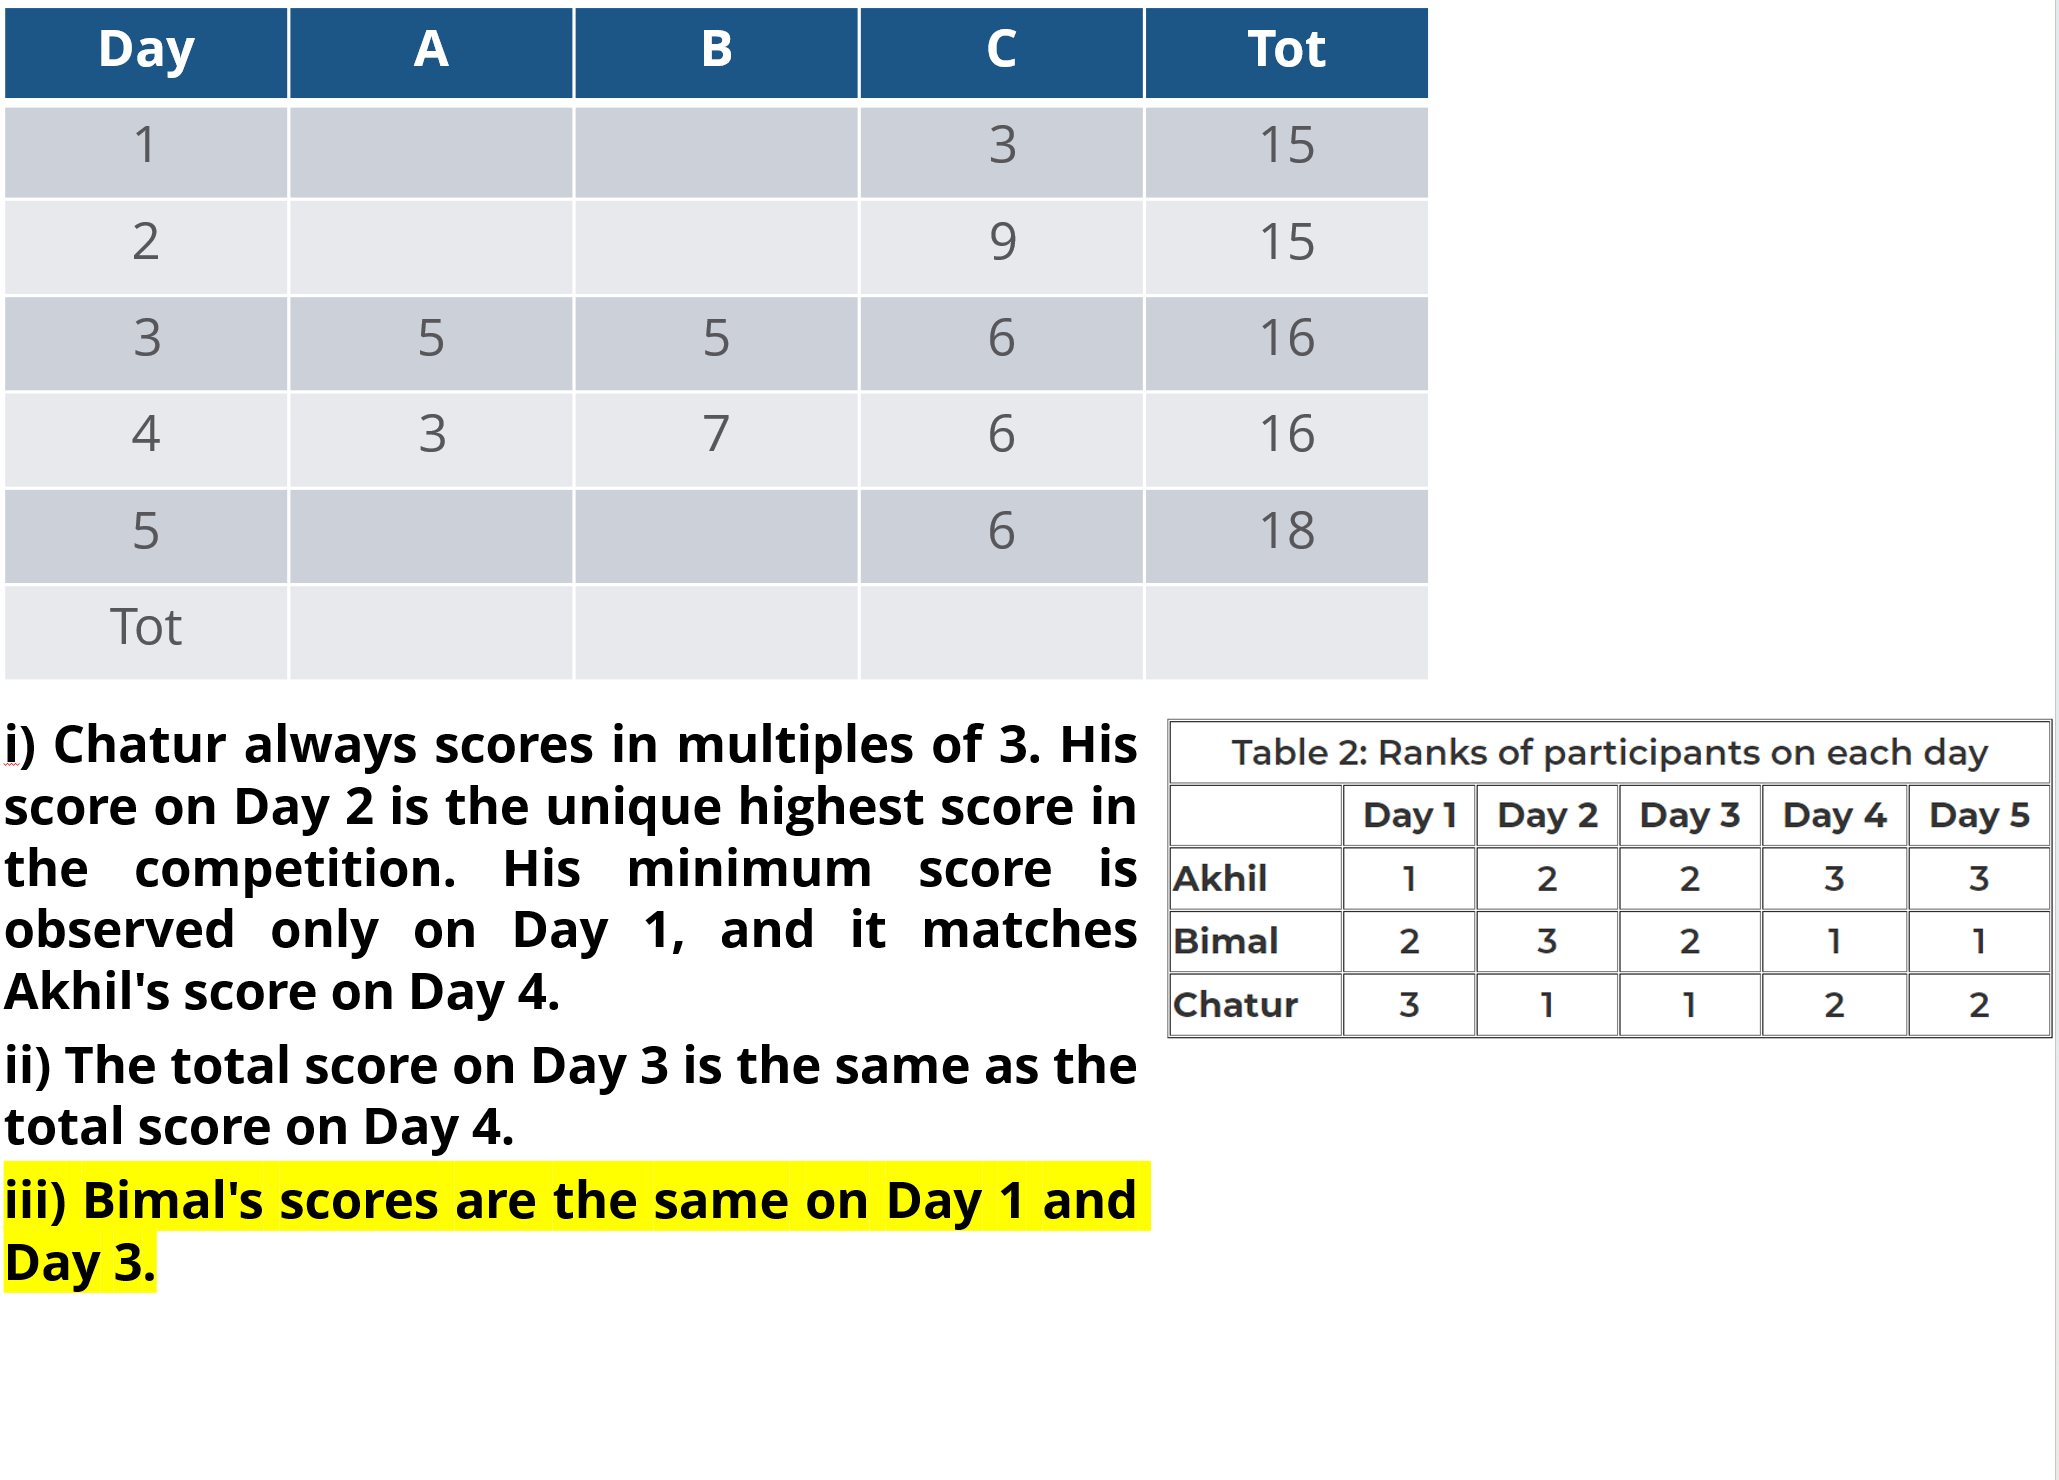 Day A B C Tot
1 3 15
2 9 15
3 5 5 6 16
4 3 7 6 16
5 6 18
Tot
i) Chatur always scores in multiples of 3. His
score on Day 2 is the unique highest score in
the competition. His minimum score is
observed only on Day 1, and it matches
Akhil's score on Day 4.
ii) The total score on Day 3 is the same as the
total score on Day 4.
iii) Bimal's scores are the same on Day 1 and
Day 3.
Table 2: Ranks of participants on each day
Day 1 Day 2 Day 3 Day 4 Day 5
Akhil 1 2 2 3 3
Bimal 2 3 2 1 1
Chatur 3 1 1 2 2